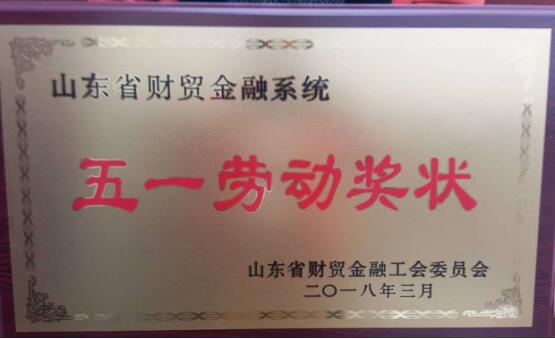 山东省财贸金融系统
五一劳动奖状
山东省财贸金融工会委员会
二〇一八年三月